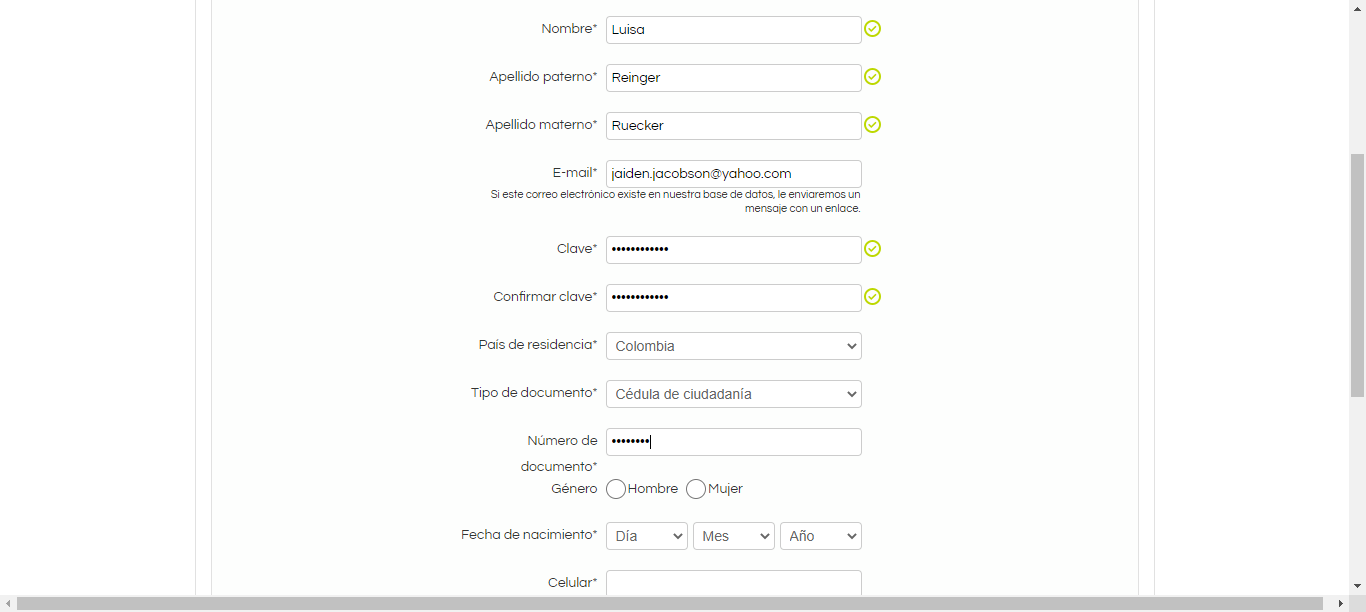 Nombre* Luisa
Apellido paterno* Reinger
Apellido materno* Ruecker
E-mail* jaiden.jacobson@yahoo.com
Si este correo electrónico existe en nuestra base de datos, le enviaremos un
mensaje con un enlace.
Clave* ••••••••••••
Confirmar clave* ••••••••••••
País de residencia* Colombia
Tipo de documento* Cédula de ciudadanía
Número de ••••••••
documento*
Género Hombre Mujer
Fecha de nacimiento* Día Mes Año
Celular*